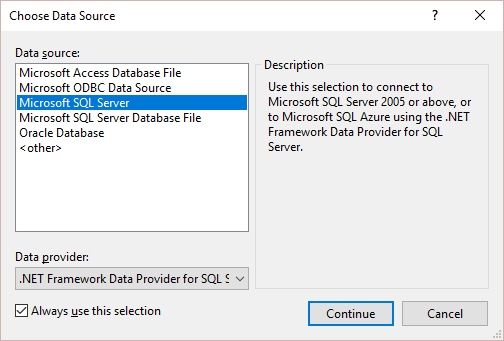 Choose Data Source
?
Data source:
Microsoft Access Database File
Microsoft ODBC Data Source
Microsoft SQL Server
Microsoft SQL Server Database File
Oracle Database
<other>
Description
Use this selection to connect to
Microsoft SQL Server 2005 or above, or
to Microsoft SQL Azure using the .NET
Framework Data Provider for SQL
Server.
Data provider:
.NET Framework Data Provider for SQL S
Always use this selection
Continue
Cancel